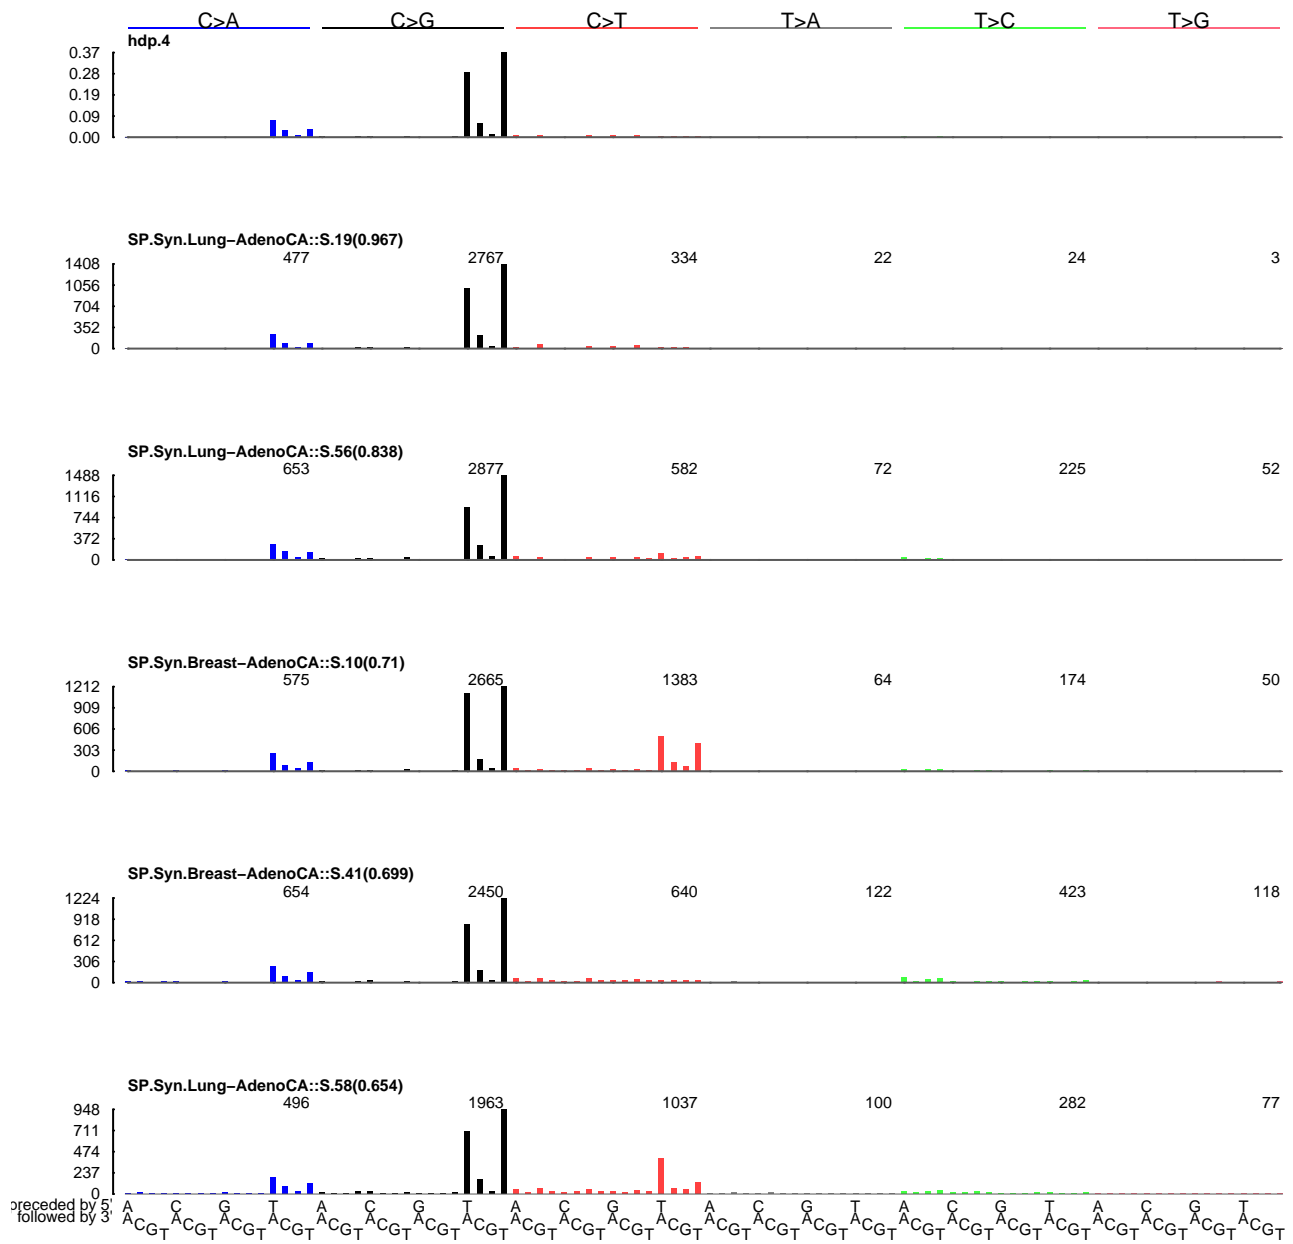 C>A C>G C>T T>A T>C T>G
hdp.4
0.37
0.28
0.19
0.09
0.00
SP.Syn.Lung−AdenoCA::S.19(0.967)
477 2767 334 22 24 3
1408
1056
704
352
0
SP.Syn.Lung−AdenoCA::S.56(0.838)
653 2877 582 72 225 52
1488
1116
744
372
0
SP.Syn.Breast−AdenoCA::S.10(0.71)
575 2665 1383 64 174 50
1212
909
606
303
0
SP.Syn.Breast−AdenoCA::S.41(0.699)
654 2450 640 122 423 118
1224
918
612
306
0
SP.Syn.Lung−AdenoCA::S.58(0.654)
496 1963 1037 100 282 77
948
711
474
237
0
preceded by 5' A C G T A C G T A C G T A C G T A C G T A C G T
followed by 3' A C G T A C G T A C G T A C G T A C G T A C G T A C G T A C G T A C G T A C G T A C G T A C G T A C G T A C G T A C G T A C G T A C G T A C G T A C G T A C G T A C G T A C G T A C G T A C G T